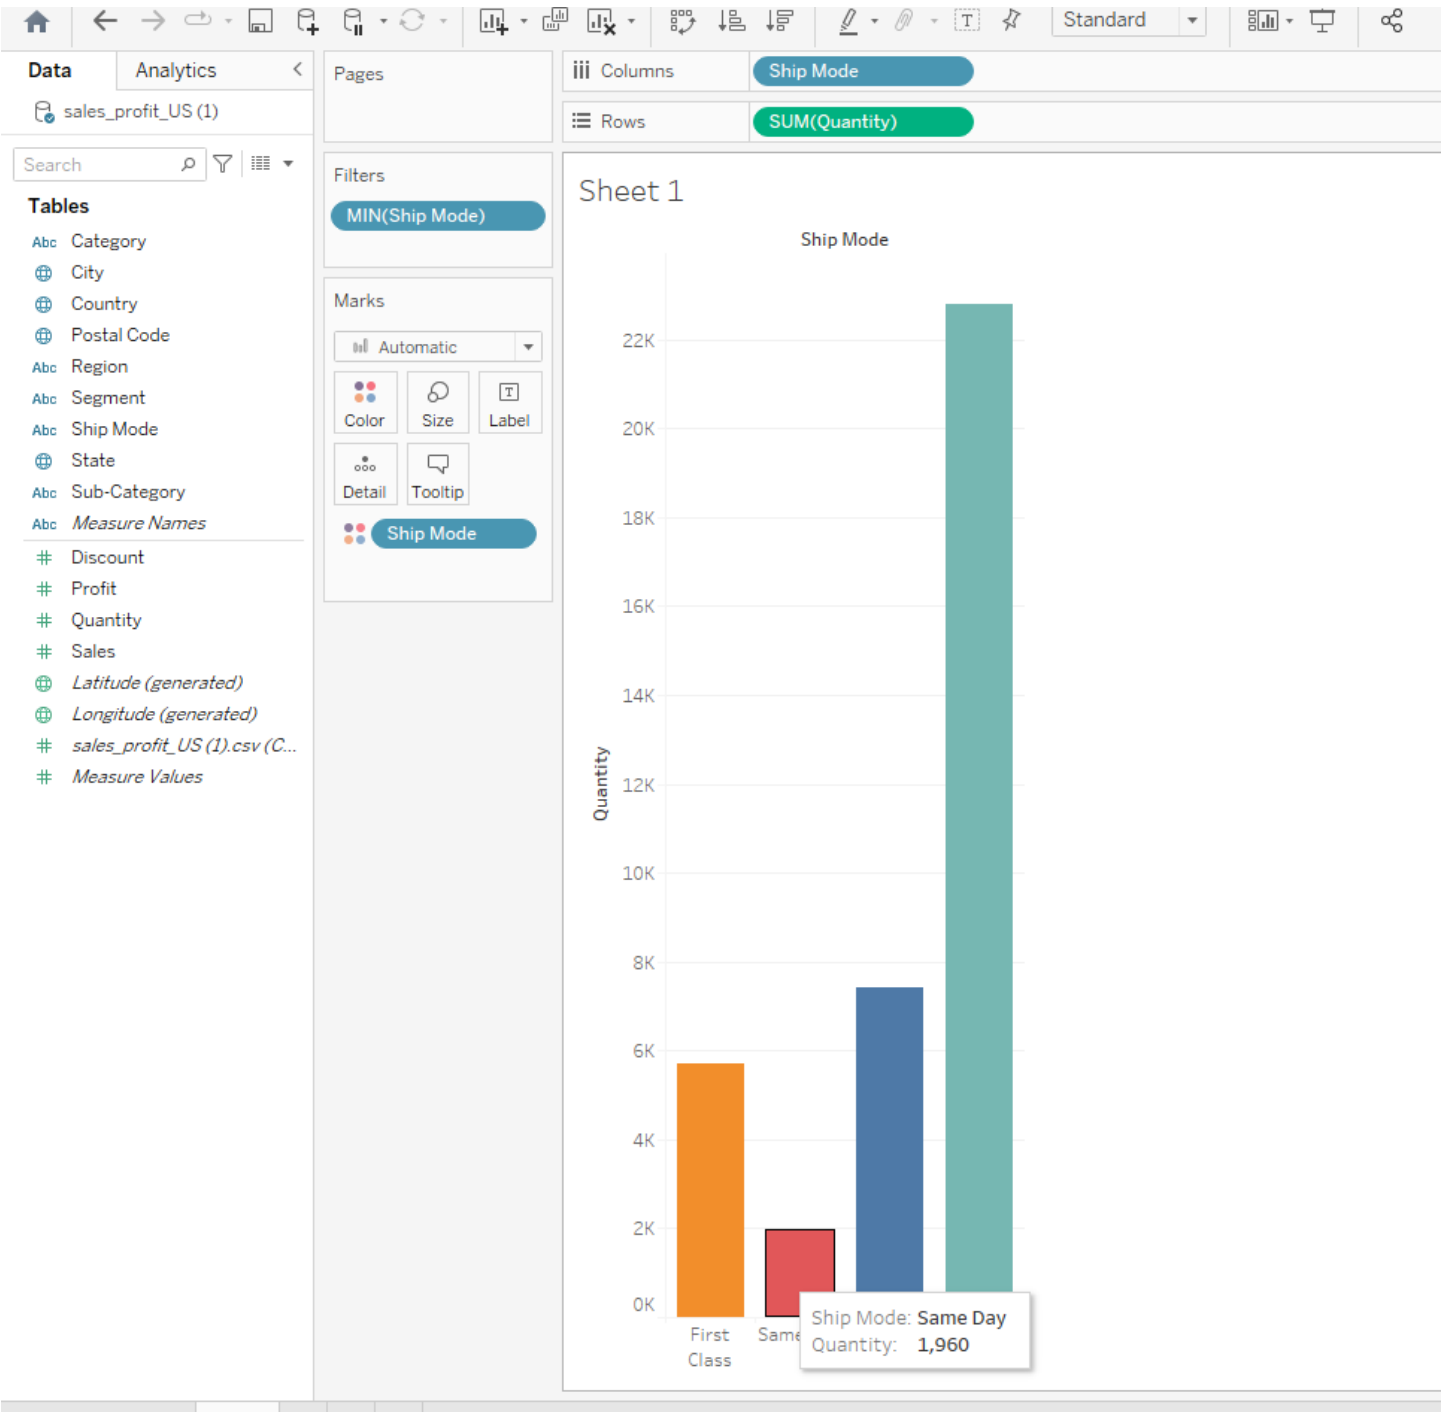 Standard
Data
Analytics
sales_profit_US (1)
Search
Tables
Abc Category
City
Country
Postal Code
Abc Region
Abc Segment
Abc Ship Mode
State
Abc Sub-Category
Abc Measure Names
# Discount
# Profit
# Quantity
# Sales
Latitude (generated)
Longitude (generated)
# sales_profit_US (1).csv (C...
# Measure Values
Pages
Filters
MIN(Ship Mode)
Marks
Automatic
Color
Size
T
Label
Detail
Tooltip
Ship Mode
Columns
Ship Mode
Rows
SUM(Quantity)
Sheet 1
Ship Mode
Quantity
22K
20K
18K
16K
14K
12K
10K
8K
6K
4K
2K
0K
First
Class
Same
Ship Mode: Same Day
Quantity: 1,960